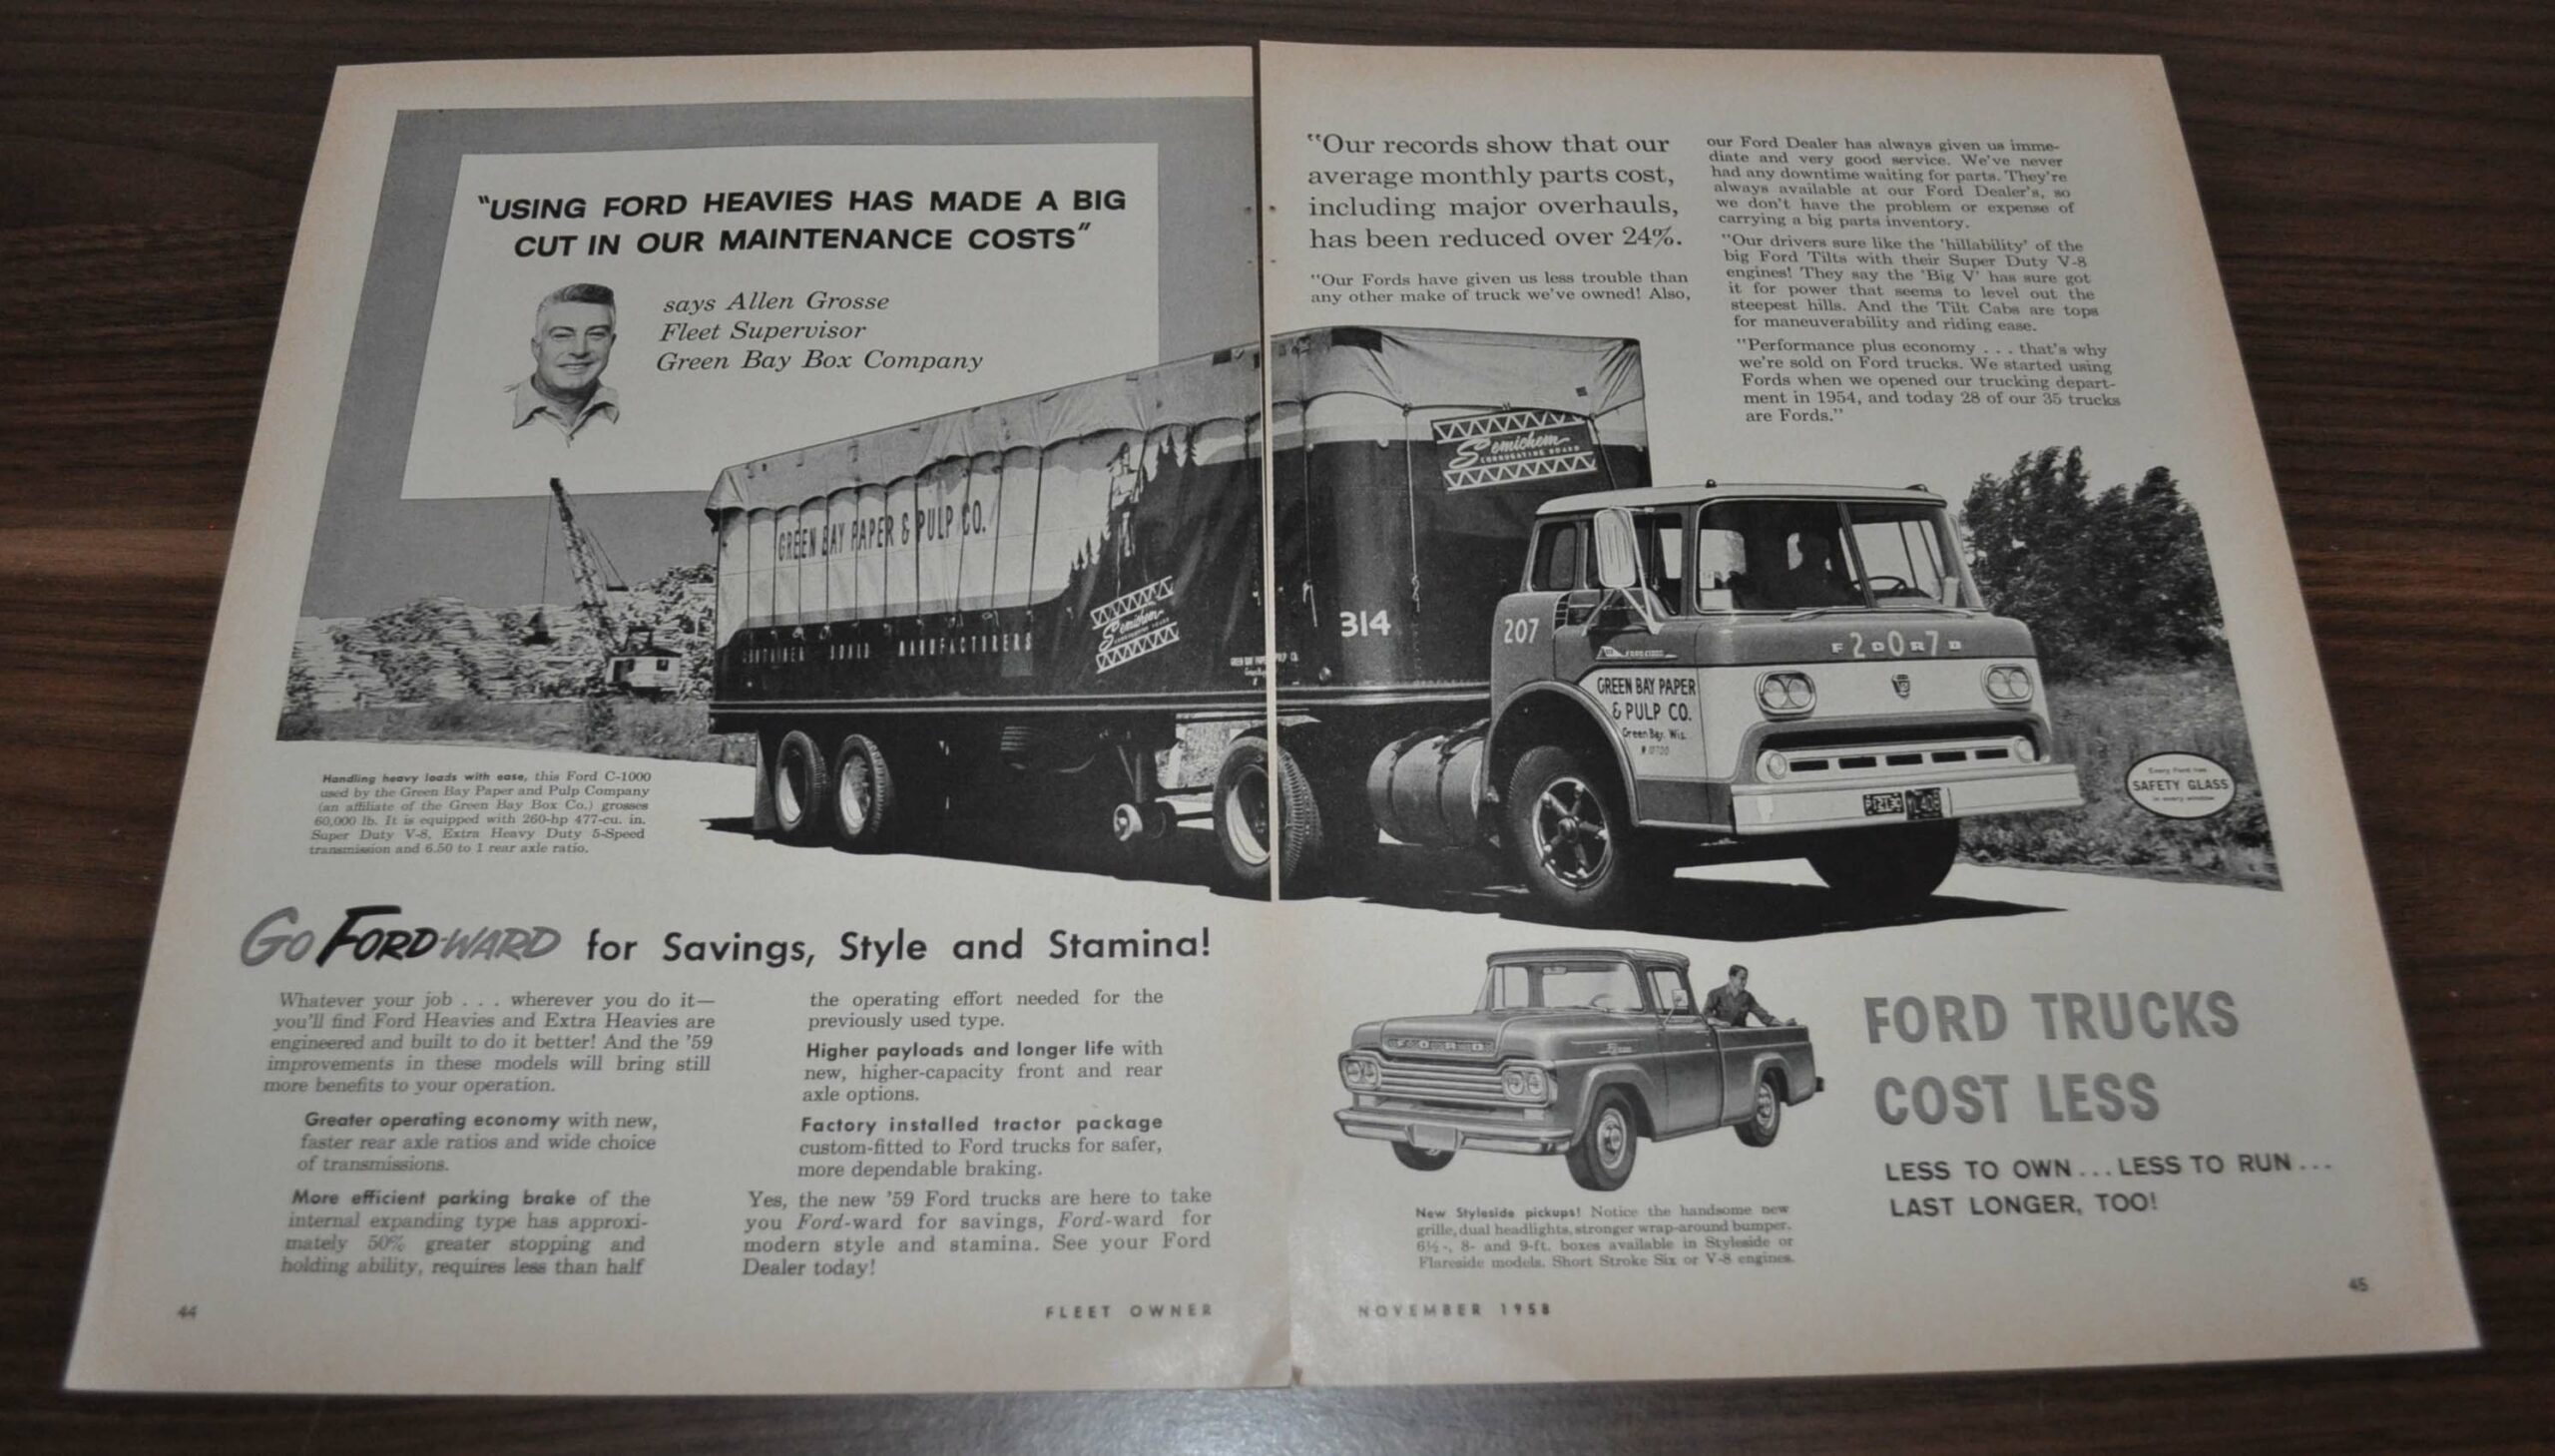 "USING FORD HEAVIES HAS MADE A BIG
CUT IN OUR MAINTENANCE COSTS"
says Allen Grosse
Fleet Supervisor
Green Bay Box Company
GREEN BAY PAPER & PULP CO.
MANUFACTURERS
Handling heavy loads with ease, this Ford C-1000
used by the Green Bay Paper and Pulp Company
(an affiliate of the Green Bay Box Co.) grosses
60,000 lb. It is equipped with 260-hp 477-cu. in.
Super Duty V-8, Extra Heavy Duty 5-Speed
transmission and 6.50 to 1 rear axle ratio.
GO FORD-WARD for Savings, Style and Stamina!
Whatever your job . . . wherever you do it—
you'll find Ford Heavies and Extra Heavies are
engineered and built to do it better! And the '59
improvements in these models will bring still
more benefits to your operation.
Greater operating economy with new,
faster rear axle ratios and wide choice
of transmissions.
More efficient parking brake of the
internal expanding type has approxi-
mately 50% greater stopping and
holding ability, requires less than half
the operating effort needed for the
previously used type.
Higher payloads and longer life with
new, higher-capacity front and rear
axle options.
Factory installed tractor package
custom-fitted to Ford trucks for safer,
more dependable braking.
Yes, the new '59 Ford trucks are here to take
you Ford-ward for savings, Ford-ward for
modern style and stamina. See your Ford
Dealer today!
44
FLEET OWNER
"Our records show that our
average monthly parts cost,
including major overhauls,
has been reduced over 24%.
"Our Fords have given us less trouble than
any other make of truck we've owned! Also,
our Ford Dealer has always given us imme-
diate and very good service. We've never
had any downtime waiting for parts. They're
always available at our Ford Dealer's, so
we don't have the problem or expense of
carrying a big parts inventory.
"Our drivers sure like the 'hillability' of the
big Ford Tilts with their Super Duty V-8
engines! They say the 'Big V' has sure got
it for power that seems to level out the
steepest hills. And the Tilt Cabs are tops
for maneuverability and riding ease.
"Performance plus economy . . . that's why
we're sold on Ford trucks. We started using
Fords when we opened our trucking depart-
ment in 1954, and today 28 of our 35 trucks
are Fords."
Semichem
CORRUGATING BOARD
314
207
F2O0R7D
GREEN BAY PAPER
& PULP CO.
Green Bay, Wis.
Every Ford has
SAFETY GLASS
in every window
FORD
New Styleside pickups! Notice the handsome new
grille, dual headlights, stronger wrap-around bumper.
6½-, 8- and 9-ft. boxes available in Styleside or
Flareside models. Short Stroke Six or V-8 engines.
FORD TRUCKS
COST LESS
LESS TO OWN . . . LESS TO RUN . . .
LAST LONGER, TOO!
NOVEMBER 1958
45